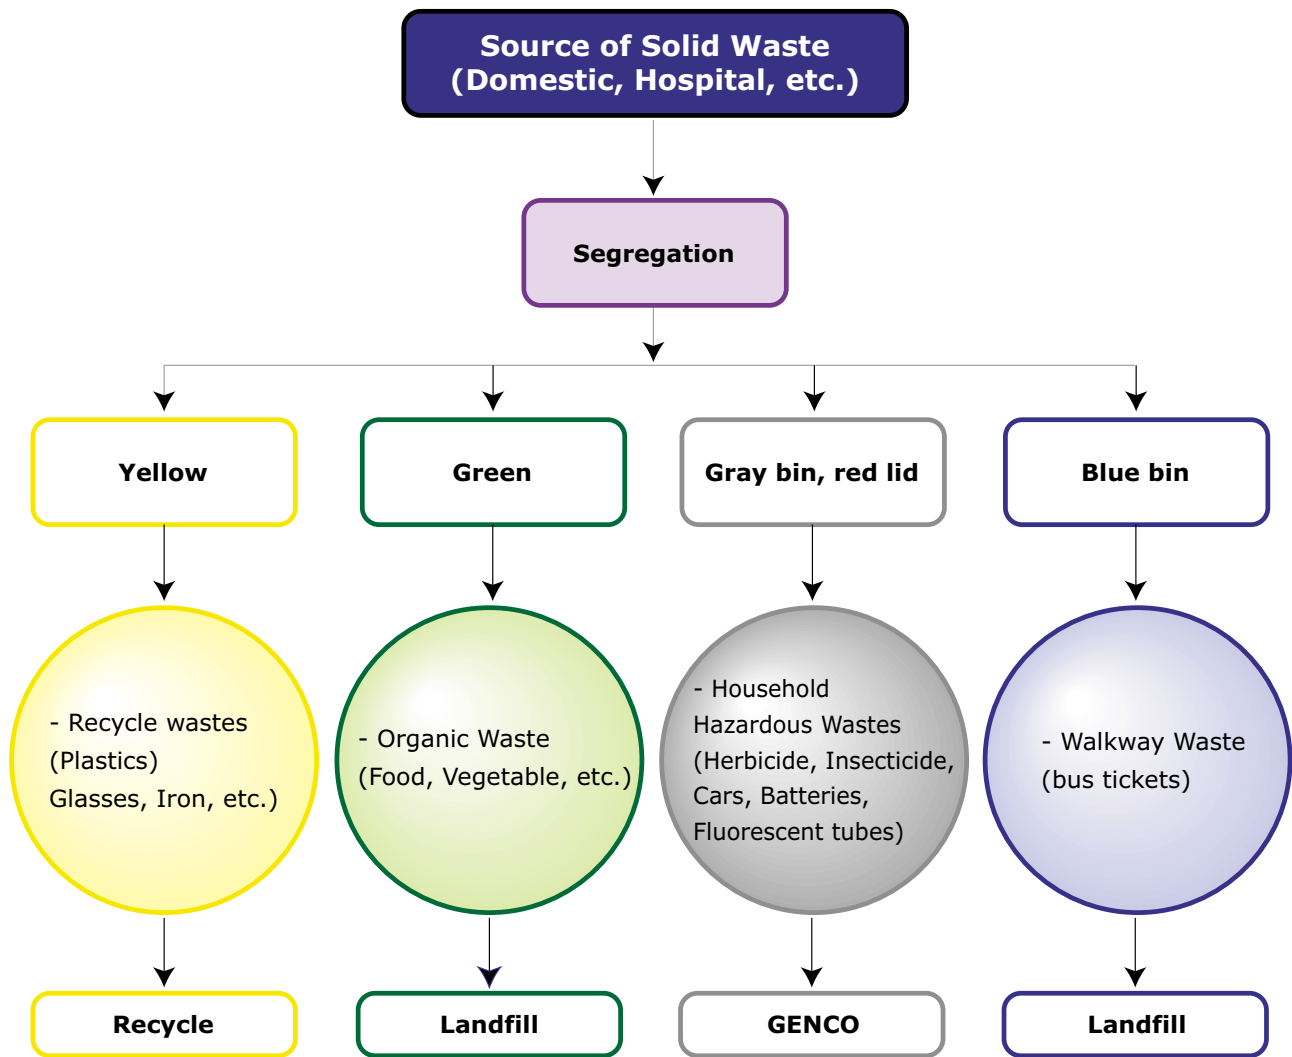 Source of Solid Waste
(Domestic, Hospital, etc.)
Segregation
Yellow
Green
Gray bin, red lid
Blue bin
- Recycle wastes
(Plastics)
Glasses, Iron, etc.)
- Organic Waste
(Food, Vegetable, etc.)
- Household
Hazardous Wastes
(Herbicide, Insecticide,
Cars, Batteries,
Fluorescent tubes)
- Walkway Waste
(bus tickets)
Recycle
Landfill
GENCO
Landfill